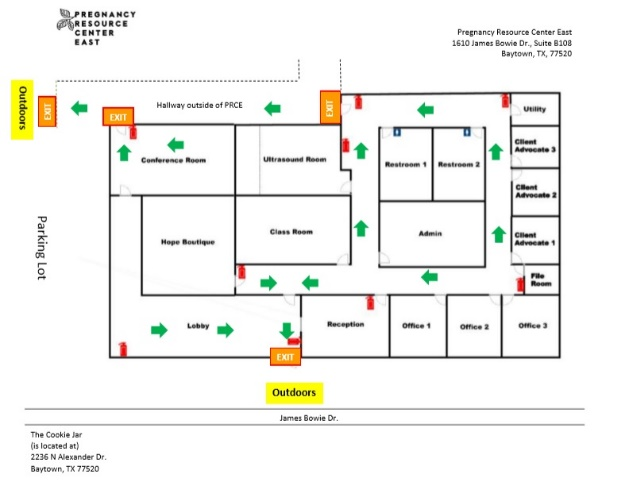 PREGNANCY
RESOURCE
CENTER
EAST
Pregnancy Resource Center East
1610 James Bowie Dr., Suite B108
Baytown, TX, 77520
Outdoors
EXIT
Hallway outside of PRCE
EXIT
EXIT
Utility
Conference Room
Ultrasound Room
Restroom 1
Restroom 2
Client
Advocate 3
Client
Advocate 2
Parking Lot
Hope Boutique
Class Room
Admin
Client
Advocate 1
File
Room
Lobby
Reception
Office 1
Office 2
Office 3
EXIT
Outdoors
James Bowie Dr.
The Cookie Jar
(is located at)
2236 N Alexander Dr.
Baytown, TX 77520